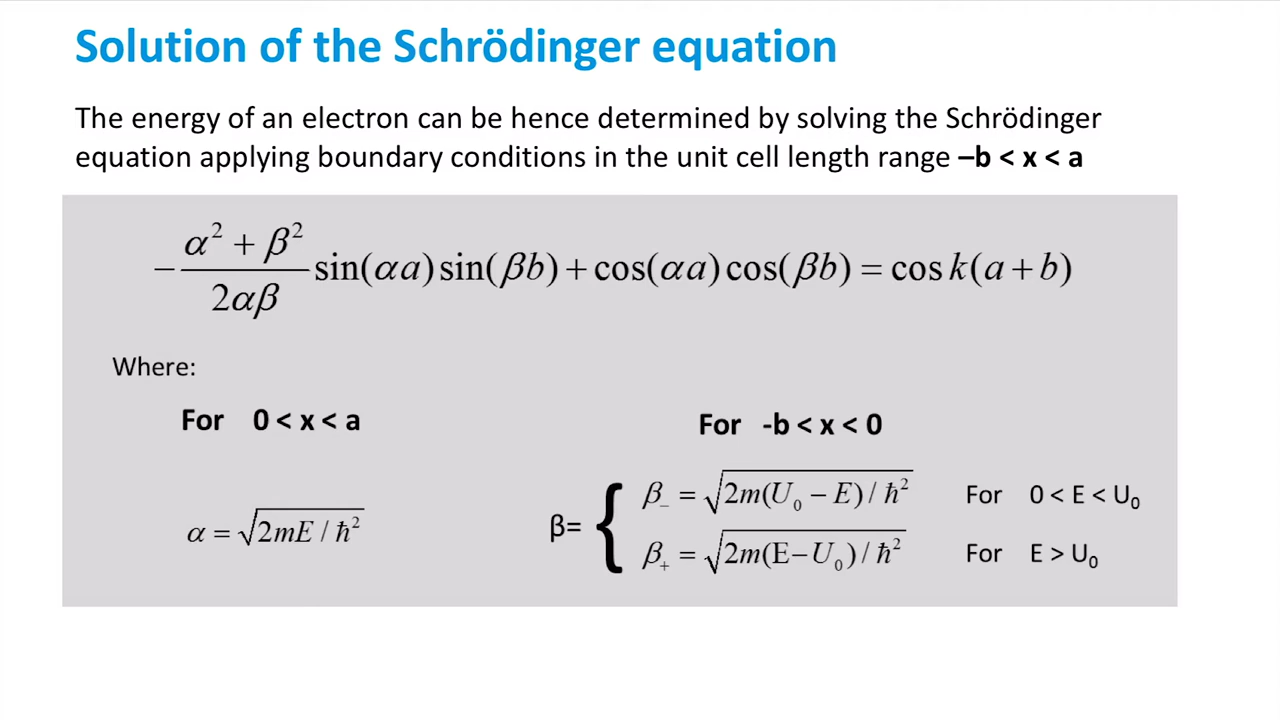 Solution of the Schrödinger equation
The energy of an electron can be hence determined by solving the Schrödinger
equation applying boundary conditions in the unit cell length range –b < x < a
−(α² + β²)/(2αβ) sin(αa) sin(βb) + cos(αa) cos(βb) = cos k(a + b)
Where:
For 0 < x < a
For -b < x < 0
α = √(2mE / ħ²)
β= {
β₋ = √(2m(U₀ − E) / ħ²) For 0 < E < U₀
β₊ = √(2m(E−U₀) / ħ²) For E > U₀